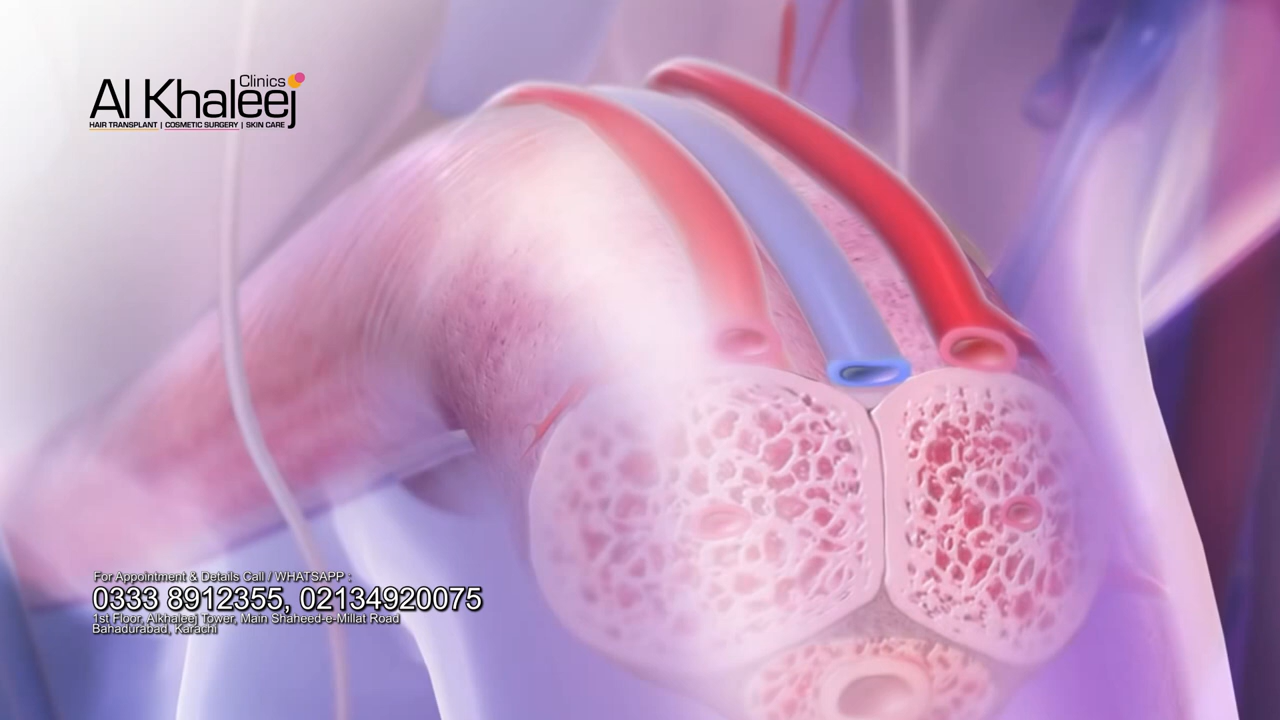 Clinics
Al Khaleej
HAIR TRANSPLANT | COSMETIC SURGERY | SKIN CARE
For Appointment & Details Call / WHATSAPP :
0333 8912355, 02134920075
1st Floor, Alkhaleej Tower, Main Shaheed-e-Millat Road
Bahadurabad, Karachi